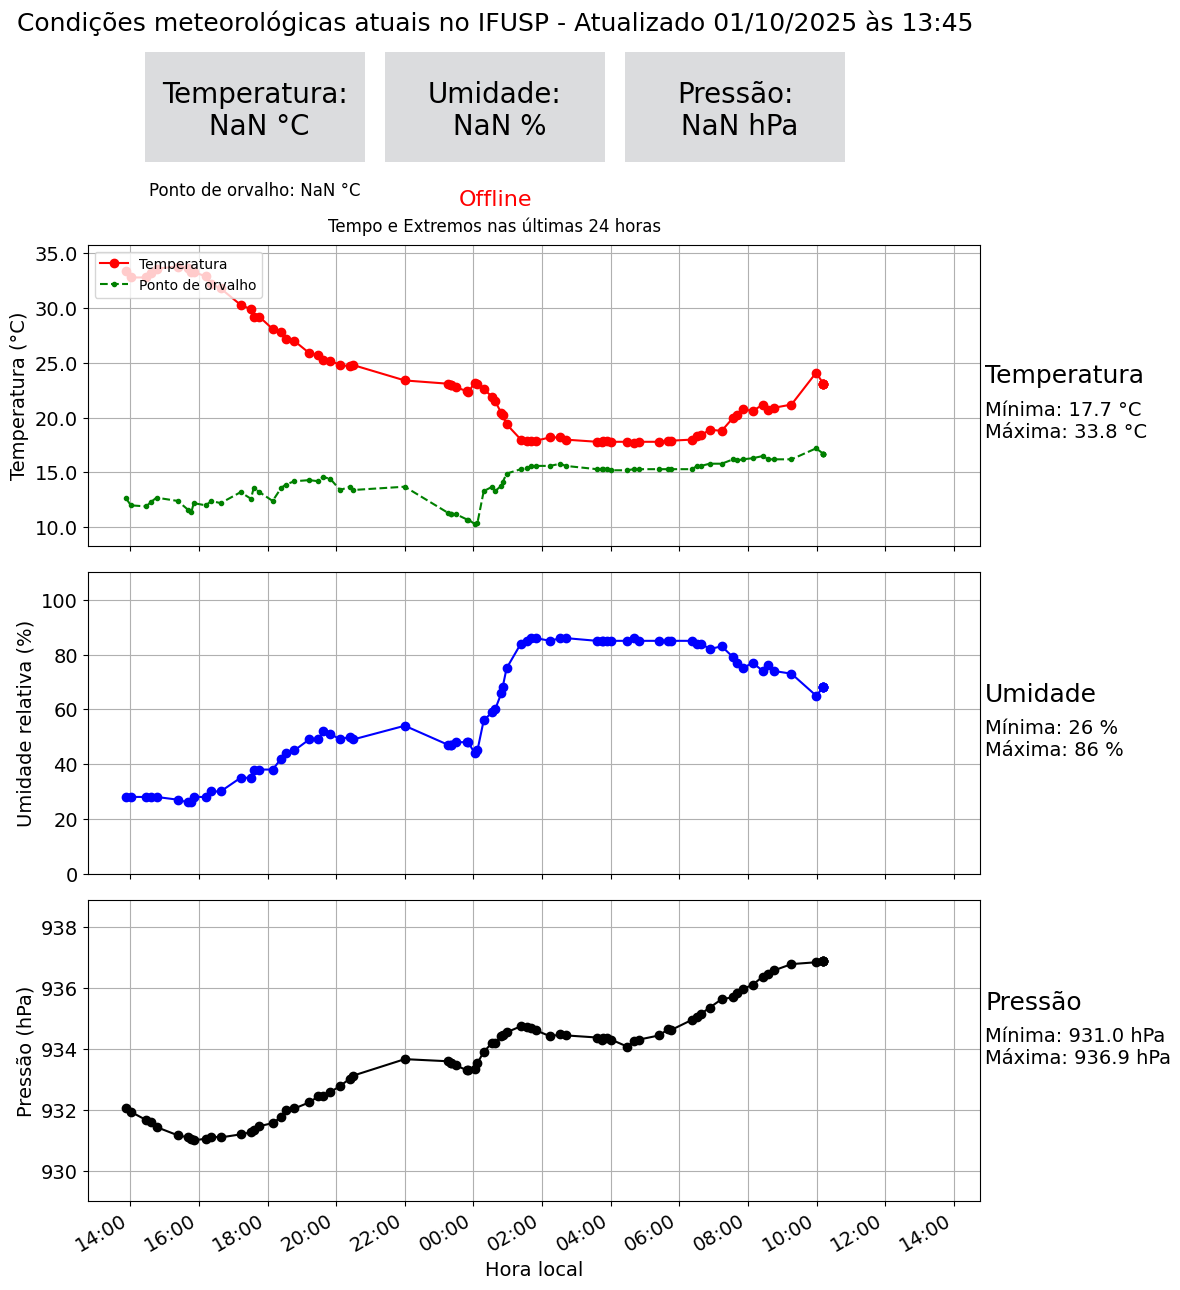 Condições meteorológicas atuais no IFUSP - Atualizado 01/10/2025 às 13:45
Temperatura:
NaN °C
Umidade:
NaN %
Pressão:
NaN hPa
Ponto de orvalho: NaN °C
Offline
Tempo e Extremos nas últimas 24 horas
Temperatura (°C)
35.0
30.0
25.0
20.0
15.0
10.0
Temperatura
Ponto de orvalho
Temperatura
Mínima: 17.7 °C
Máxima: 33.8 °C
Umidade relativa (%)
100
80
60
40
20
0
Umidade
Mínima: 26 %
Máxima: 86 %
Pressão (hPa)
938
936
934
932
930
Pressão
Mínima: 931.0 hPa
Máxima: 936.9 hPa
14:00
16:00
18:00
20:00
22:00
00:00
02:00
04:00
06:00
08:00
10:00
12:00
14:00
Hora local